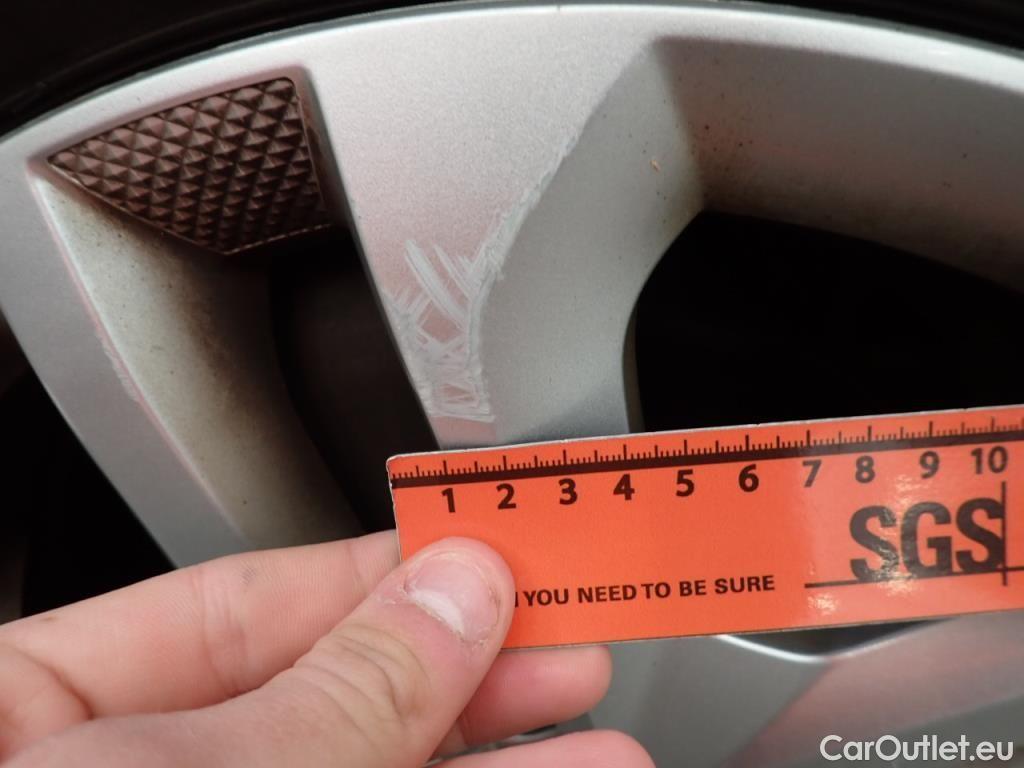 1 2 3 4 5 6 7 8 9 10
SGS
YOU NEED TO BE SURE
CarOutlet.eu